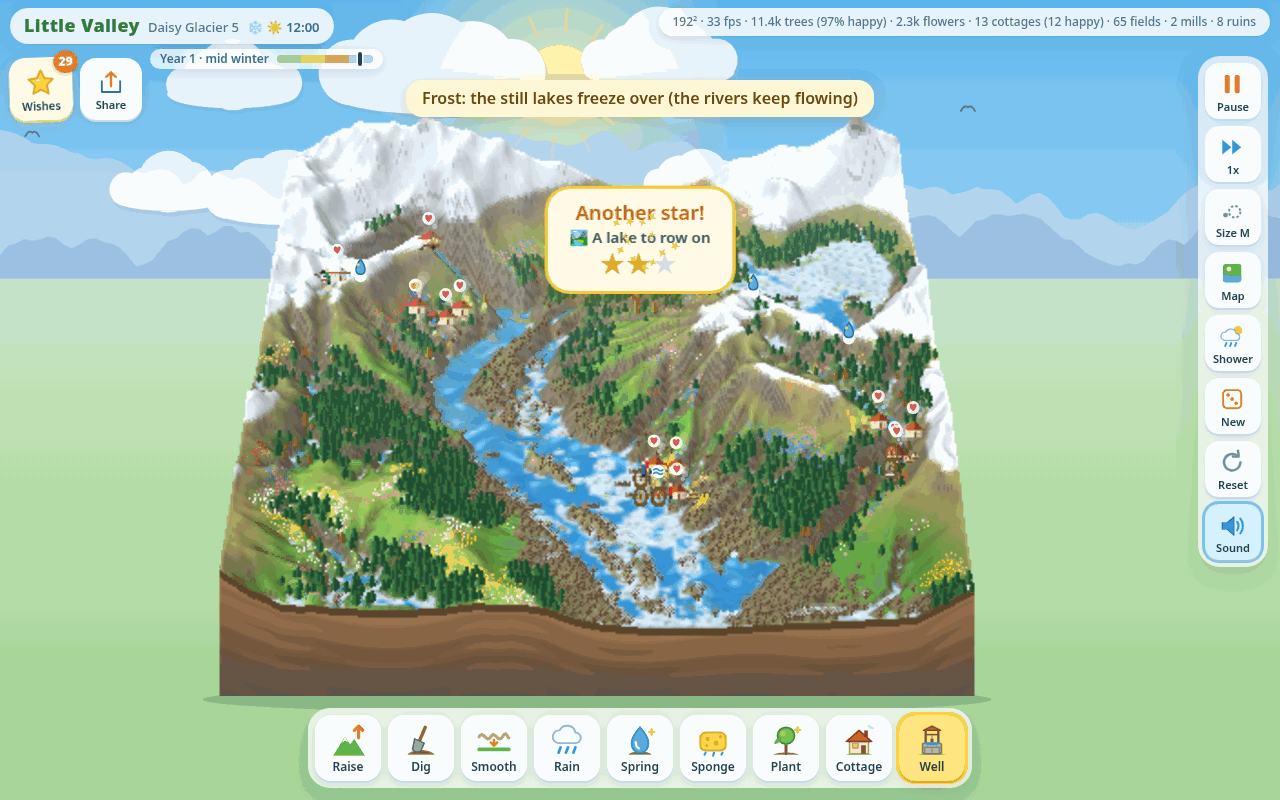 Little Valley Daisy Glacier 5 ❄️ ☀️ 12:00
192² · 33 fps · 11.4k trees (97% happy) · 2.3k flowers · 13 cottages (12 happy) · 65 fields · 2 mills · 8 ruins
Year 1 · mid winter
29
Wishes
Share
Frost: the still lakes freeze over (the rivers keep flowing)
Another star!
A lake to row on
Pause
1x
Size M
Map
Shower
New
Reset
Sound
Raise
Dig
Smooth
Rain
Spring
Sponge
Plant
Cottage
Well